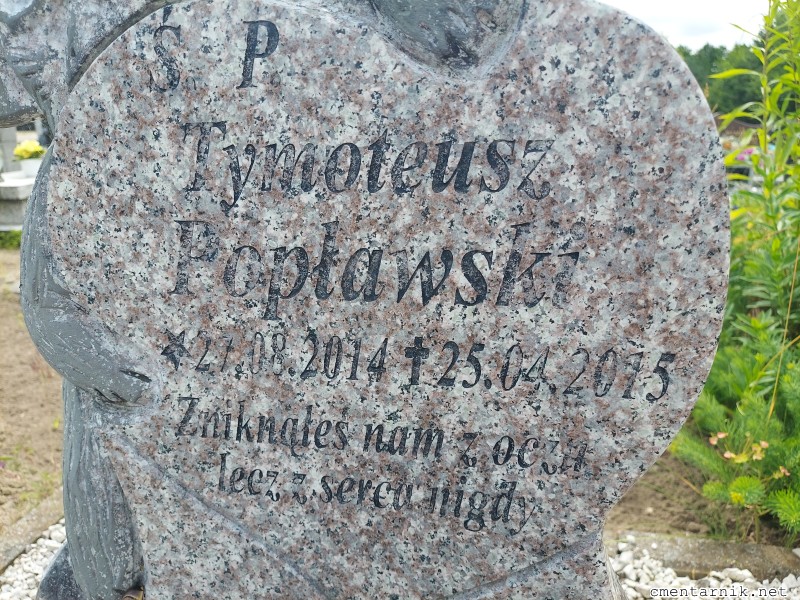 Ś P
Tymoteusz
Popławski
27.08.2014 ✝ 25.04.2015
Zniknąłeś nam z oczu
lecz z serca nigdy
cmentarnik.net